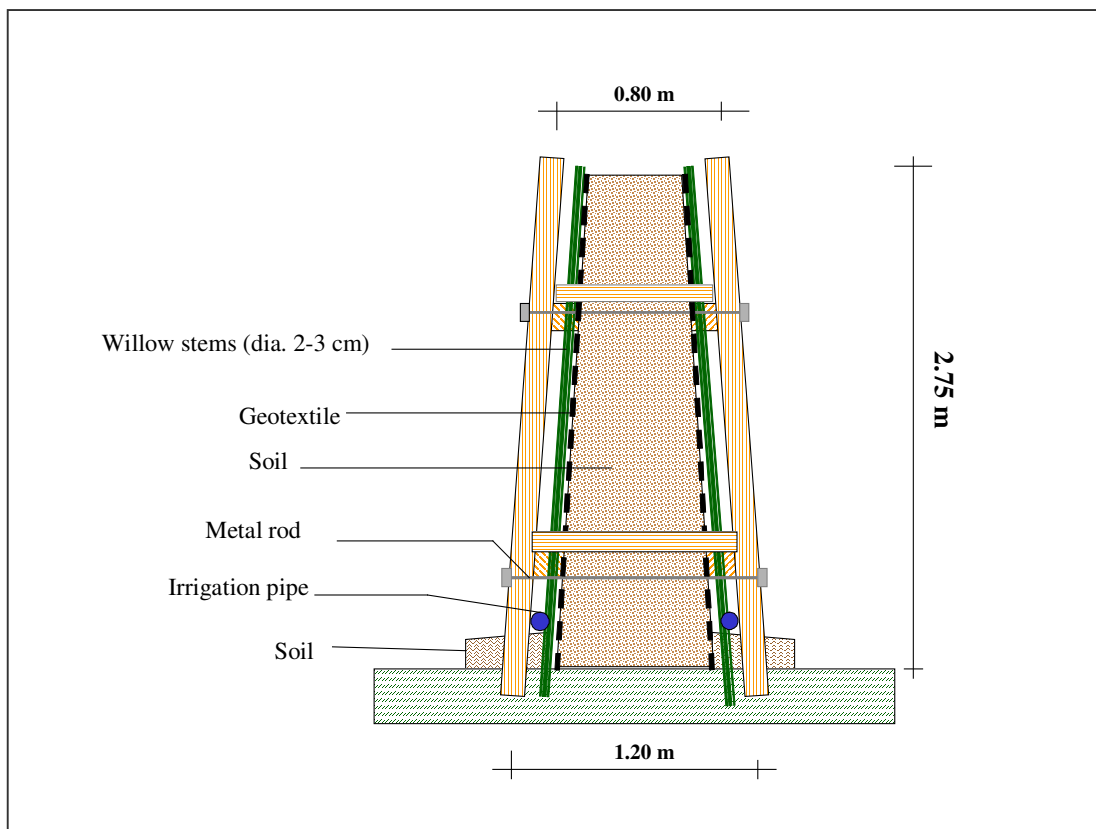 0.80 m
Willow stems (dia. 2-3 cm)
2.75 m
Geotextile
Soil
Metal rod
Irrigation pipe
Soil
1.20 m